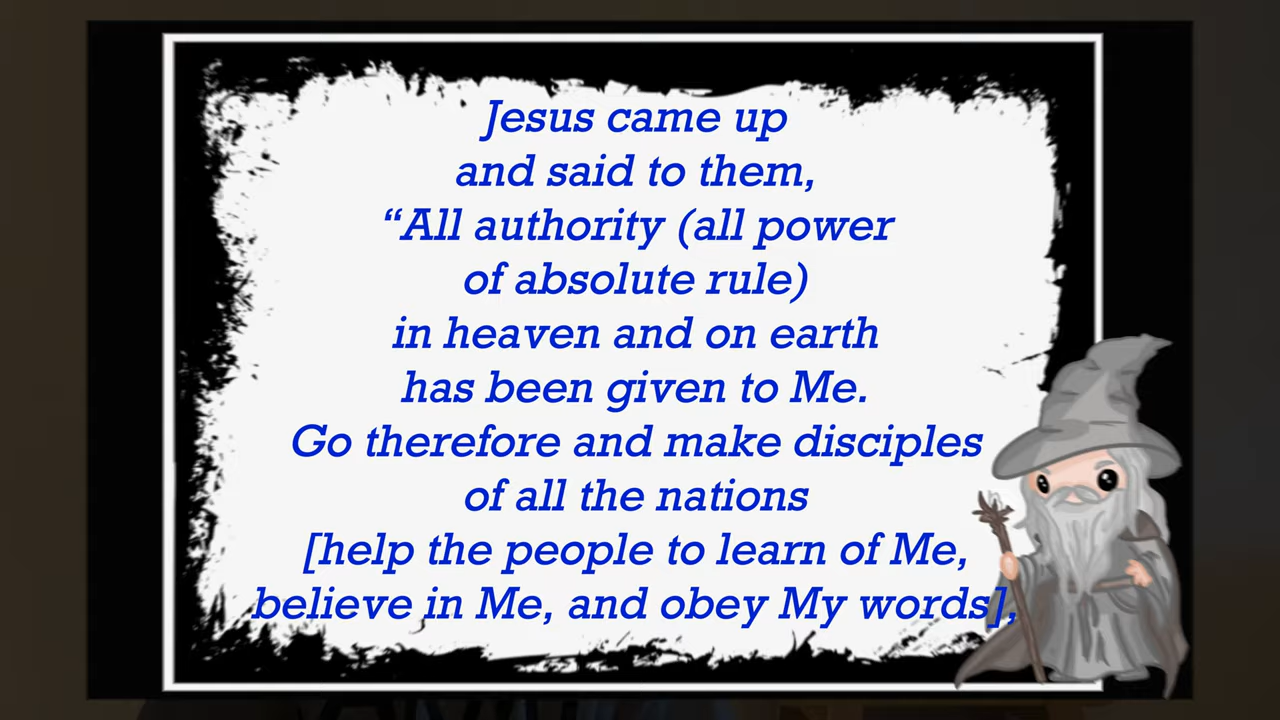 Jesus came up
and said to them,
“All authority (all power
of absolute rule)
in heaven and on earth
has been given to Me.
Go therefore and make disciples
of all the nations
[help the people to learn of Me,
believe in Me, and obey My words],